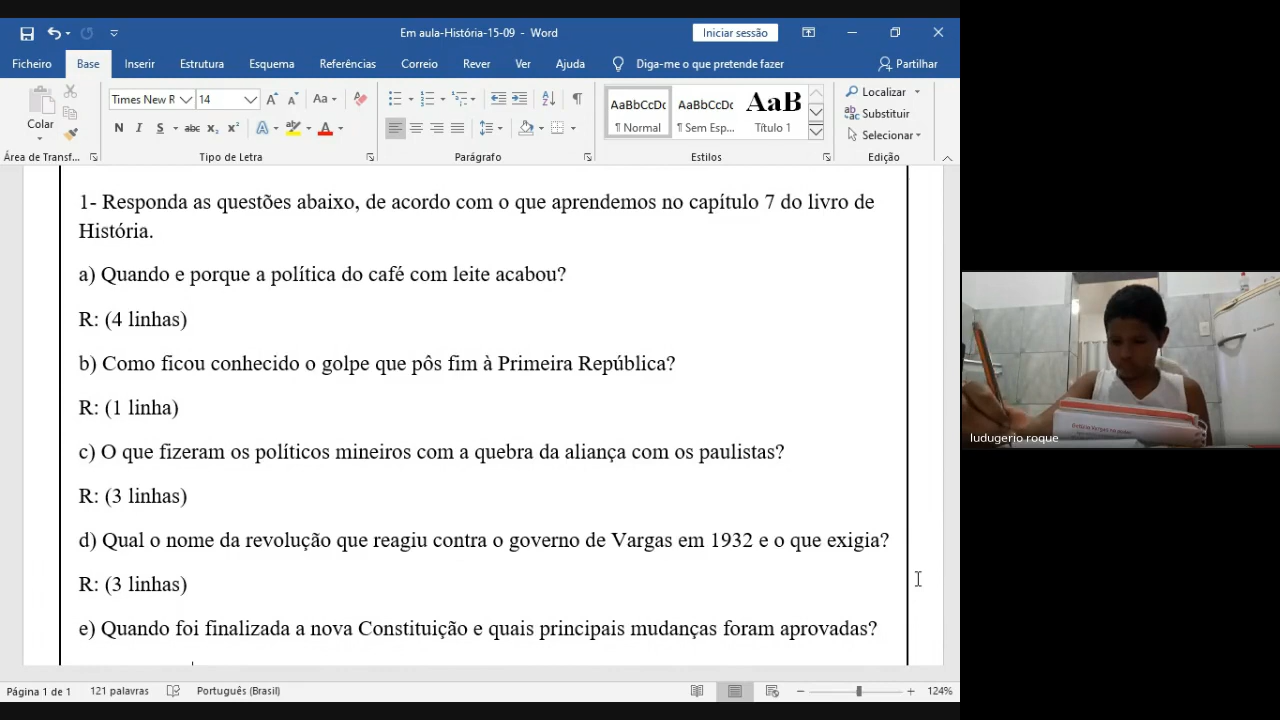 Em aula-História-15-09 - Word
Iniciar sessão
Ficheiro Base Inserir Estrutura Esquema Referências Correio Rever Ver Ajuda Diga-me o que pretende fazer Partilhar
Colar
Times New R 14
Aa
AaBbCcDc AaBbCcDc AaB
¶ Normal ¶ Sem Esp... Título 1
Localizar
Substituir
Selecionar
N I S abc x₂ x² A A
Área de Transf... Tipo de Letra Parágrafo Estilos Edição
1- Responda as questões abaixo, de acordo com o que aprendemos no capítulo 7 do livro de
História.
a) Quando e porque a política do café com leite acabou?
R: (4 linhas)
b) Como ficou conhecido o golpe que pôs fim à Primeira República?
R: (1 linha)
c) O que fizeram os políticos mineiros com a quebra da aliança com os paulistas?
R: (3 linhas)
d) Qual o nome da revolução que reagiu contra o governo de Vargas em 1932 e o que exigia?
R: (3 linhas)
e) Quando foi finalizada a nova Constituição e quais principais mudanças foram aprovadas?
Página 1 de 1 121 palavras Português (Brasil) 124%
ludugerio roque